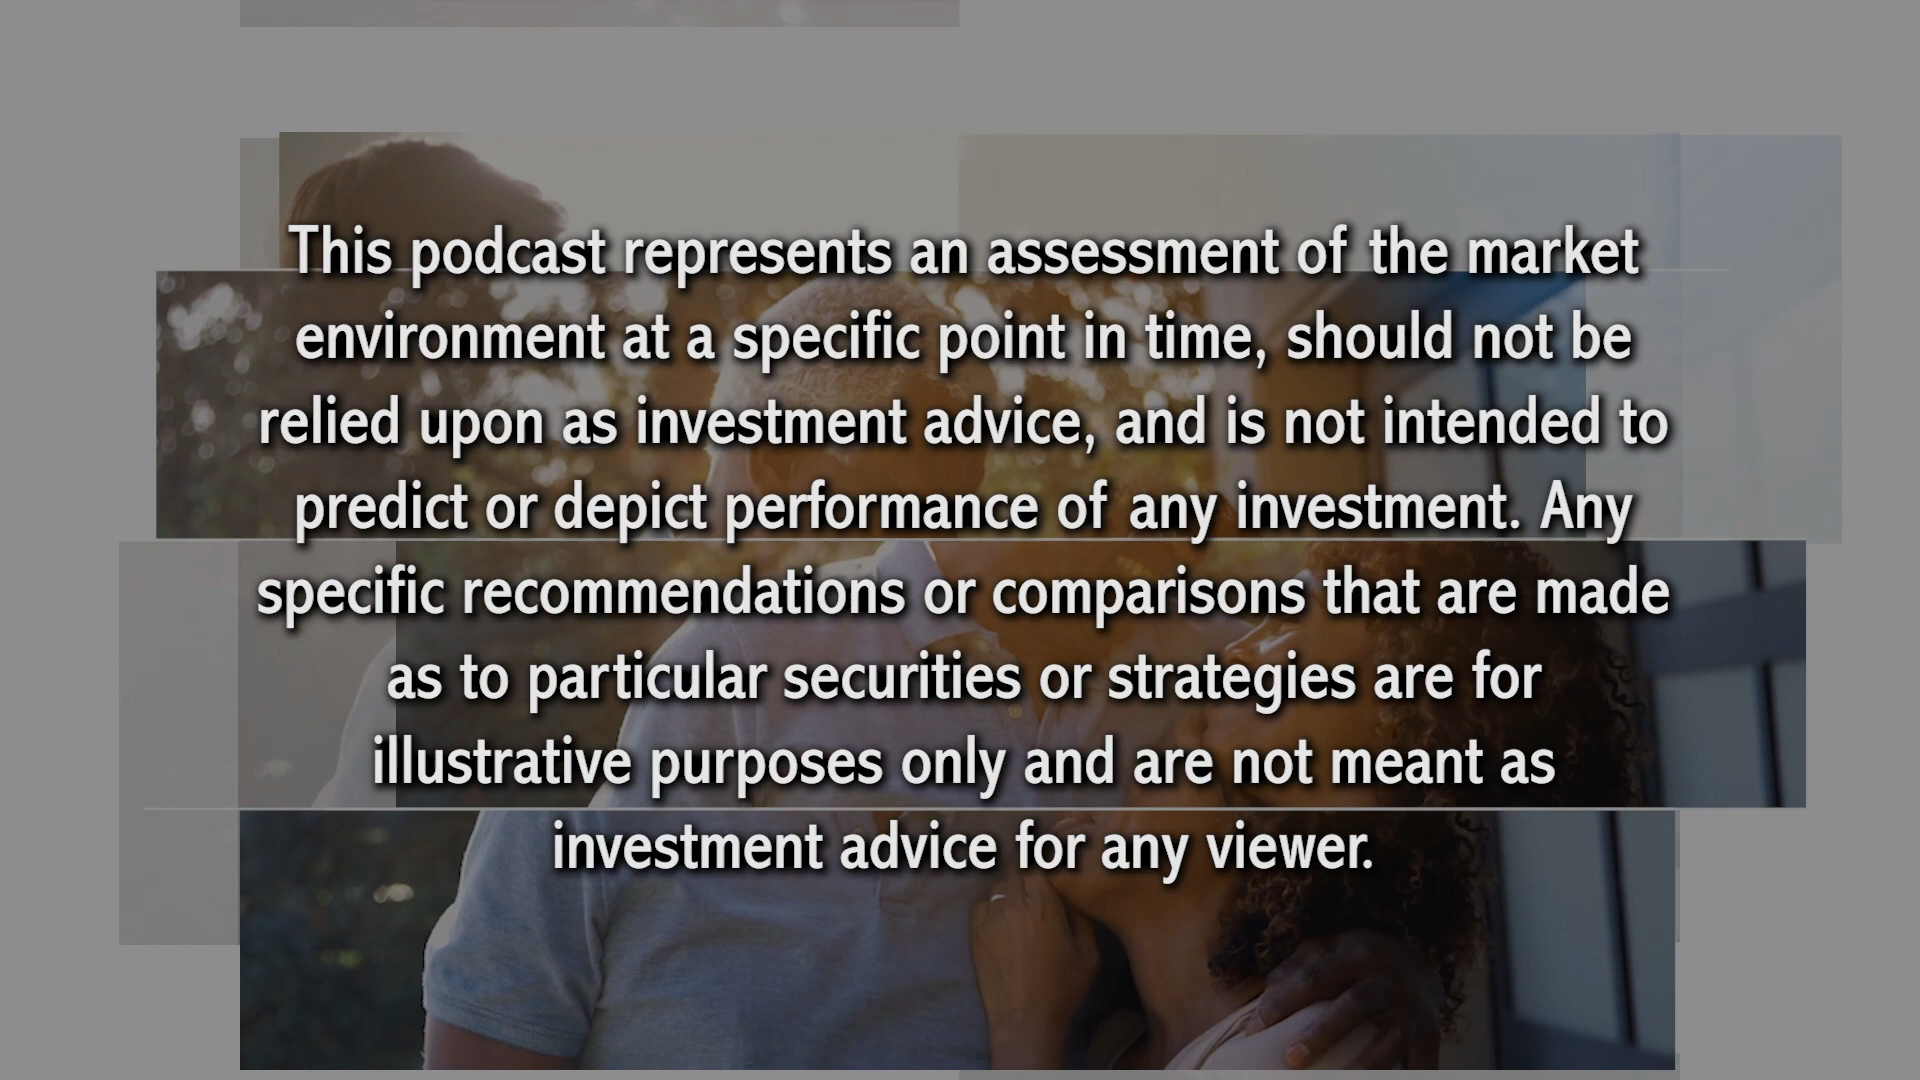 This podcast represents an assessment of the market
environment at a specific point in time, should not be
relied upon as investment advice, and is not intended to
predict or depict performance of any investment. Any
specific recommendations or comparisons that are made
as to particular securities or strategies are for
illustrative purposes only and are not meant as
investment advice for any viewer.